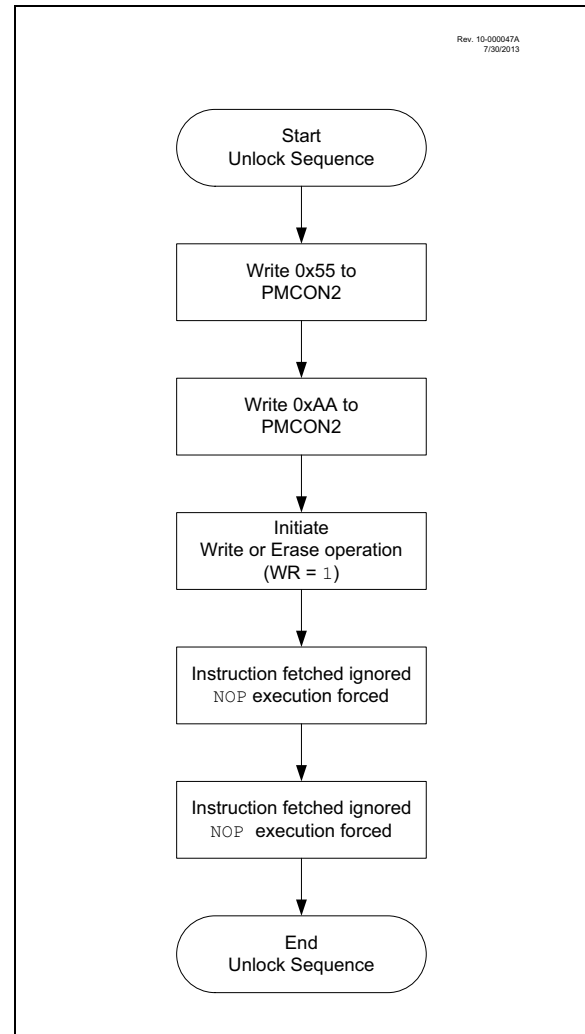 Rev. 10-000047A
7/30/2013
Start
Unlock Sequence
Write 0x55 to
PMCON2
Write 0xAA to
PMCON2
Initiate
Write or Erase operation
(WR = 1)
Instruction fetched ignored
NOP execution forced
Instruction fetched ignored
NOP execution forced
End
Unlock Sequence